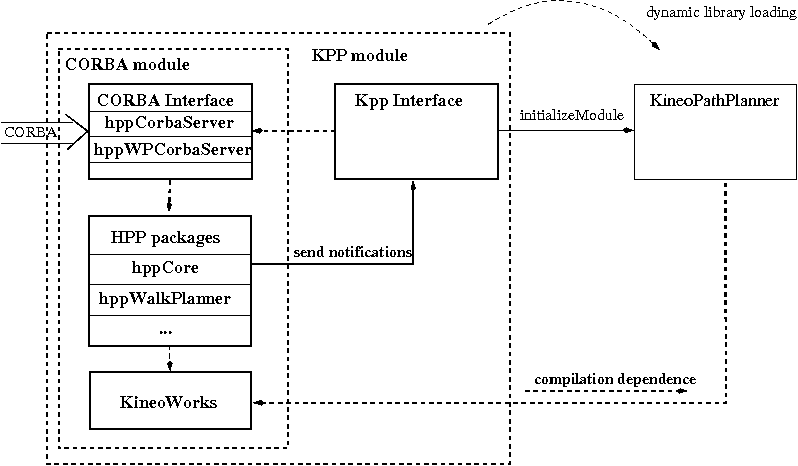 dynamic library loading
KPP module
CORBA module
CORBA Interface
hppCorbaServer
hppWPCorbaServer
CORBA
Kpp Interface
initializeModule
KineoPathPlanner
HPP packages
hppCore
hppWalkPlanner
...
send notifications
KineoWorks
compilation dependence